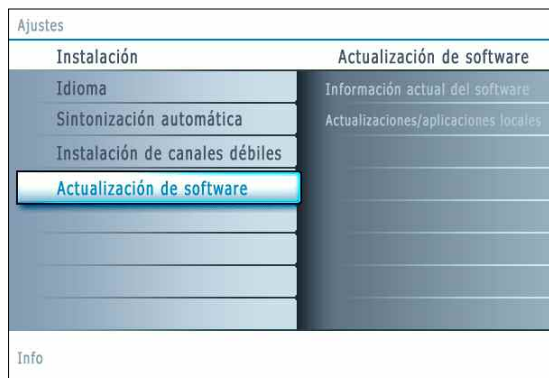 Ajustes
Instalación
Actualización de software
Idioma
Información actual del software
Sintonización automática
Actualizaciones/aplicaciones locales
Instalación de canales débiles
Actualización de software
Info